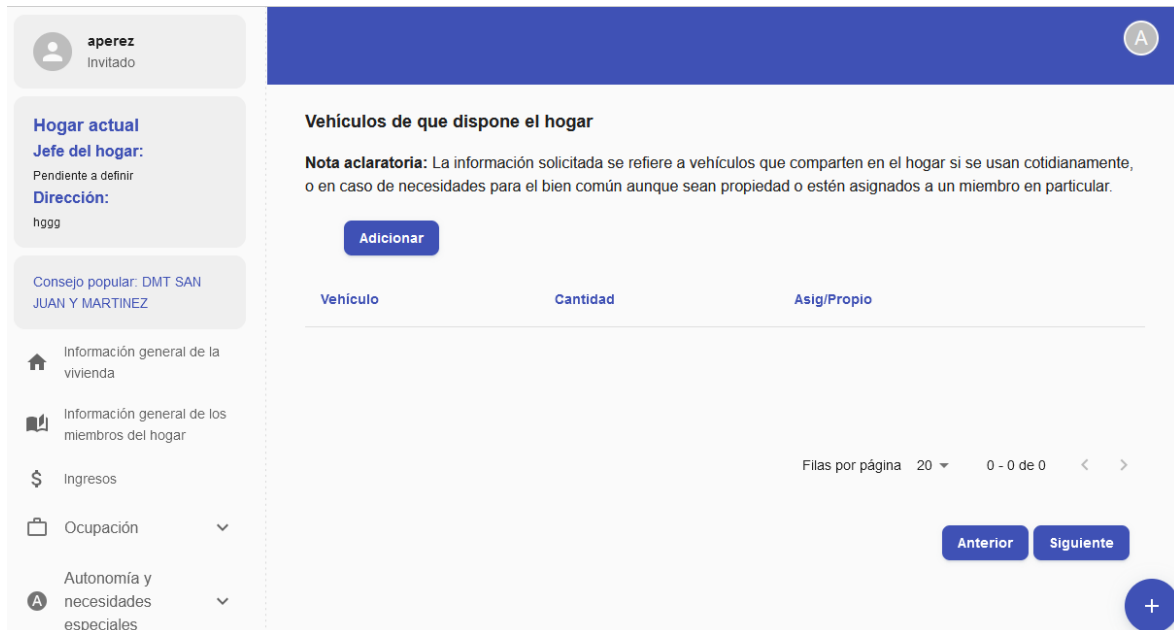 aperez
Invitado
A
Hogar actual
Jefe del hogar:
Pendiente a definir
Dirección:
hggg
Consejo popular: DMT SAN
JUAN Y MARTINEZ
Información general de la
vivienda
Información general de los
miembros del hogar
Ingresos
Ocupación
Autonomía y
necesidades
especiales
Vehículos de que dispone el hogar
Nota aclaratoria: La información solicitada se refiere a vehículos que comparten en el hogar si se usan cotidianamente,
o en caso de necesidades para el bien común aunque sean propiedad o estén asignados a un miembro en particular.
Adicionar
Vehículo Cantidad Asig/Propio
Filas por página 20 0 - 0 de 0
Anterior Siguiente